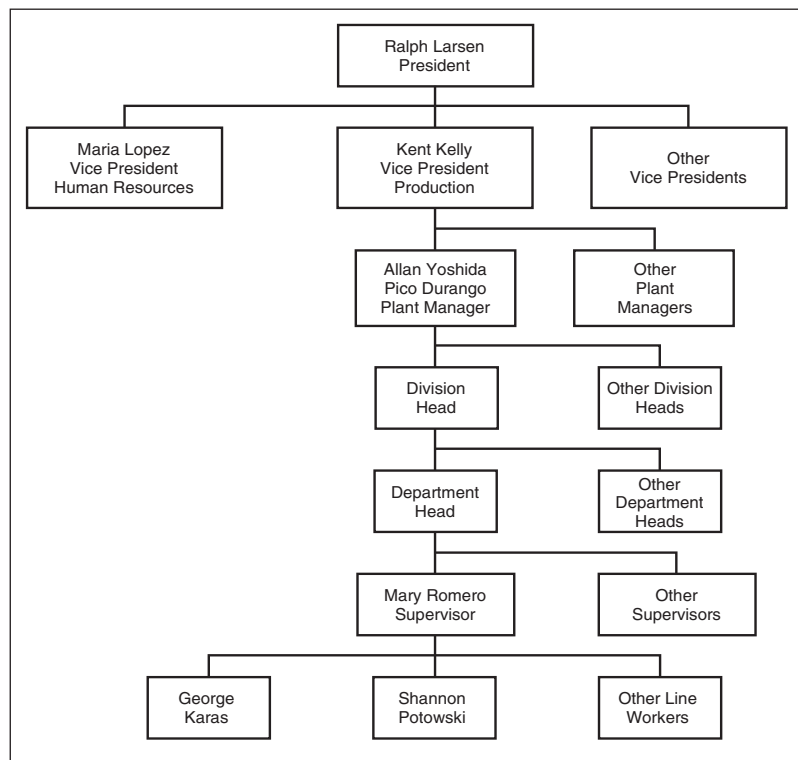 Ralph Larsen
President
Maria Lopez
Vice President
Human Resources
Kent Kelly
Vice President
Production
Other
Vice Presidents
Allan Yoshida
Pico Durango
Plant Manager
Other
Plant
Managers
Division
Head
Other Division
Heads
Department
Head
Other
Department
Heads
Mary Romero
Supervisor
Other
Supervisors
George
Karas
Shannon
Potowski
Other Line
Workers